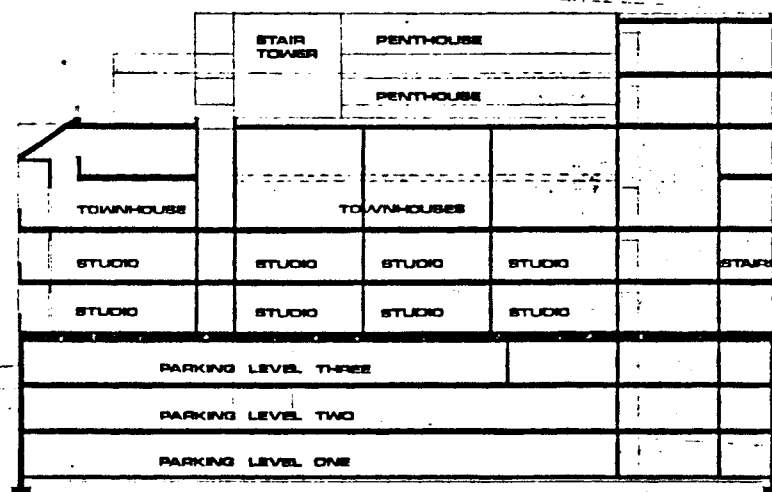 STAIR
TOWER
PENTHOUSE
PENTHOUSE
TOWNHOUSE
TOWNHOUSES
STUDIO
STUDIO
STUDIO
STUDIO
STAIRS
STUDIO
STUDIO
STUDIO
STUDIO
PARKING LEVEL THREE
PARKING LEVEL TWO
PARKING LEVEL ONE